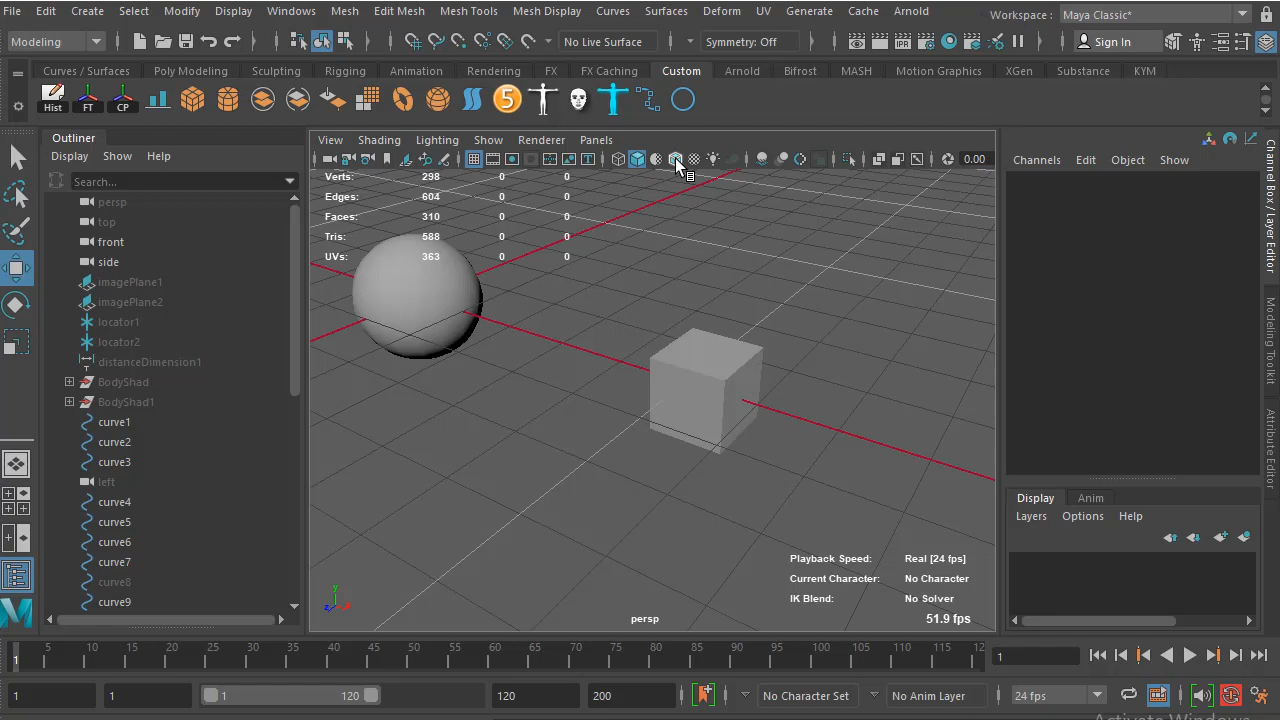 File Edit Create Select Modify Display Windows Mesh Edit Mesh Mesh Tools Mesh Display Curves Surfaces Deform UV Generate Cache Arnold Workspace: Maya Classic*
Modeling No Live Surface Symmetry: Off IPR Sign In
Curves / Surfaces Poly Modeling Sculpting Rigging Animation Rendering FX FX Caching Custom Arnold Bifrost MASH Motion Graphics XGen Substance KYM
Hist FT CP 5
Outliner
Display Show Help
Search...
persp
top
front
side
imagePlane1
imagePlane2
locator1
locator2
distanceDimension1
BodyShad
BodyShad1
curve1
curve2
curve3
left
curve4
curve5
curve6
curve7
curve8
curve9
View Shading Lighting Show Renderer Panels
0.00
Verts: 298 0 0
Edges: 604 0 0
Faces: 310 0 0
Tris: 588 0 0
UVs: 363 0 0
Playback Speed: Real [24 fps]
Current Character: No Character
IK Blend: No Solver
51.9 fps
persp
y
z x
Channels Edit Object Show
Channel Box / Layer Editor
Modeling Toolkit
Attribute Editor
Display Anim
Layers Options Help
1 5 10 15 20 25 30 35 40 45 50 55 60 65 70 75 80 85 90 95 100 105 110 115 12
1
1 1 1 120 120 200 No Character Set No Anim Layer 24 fps